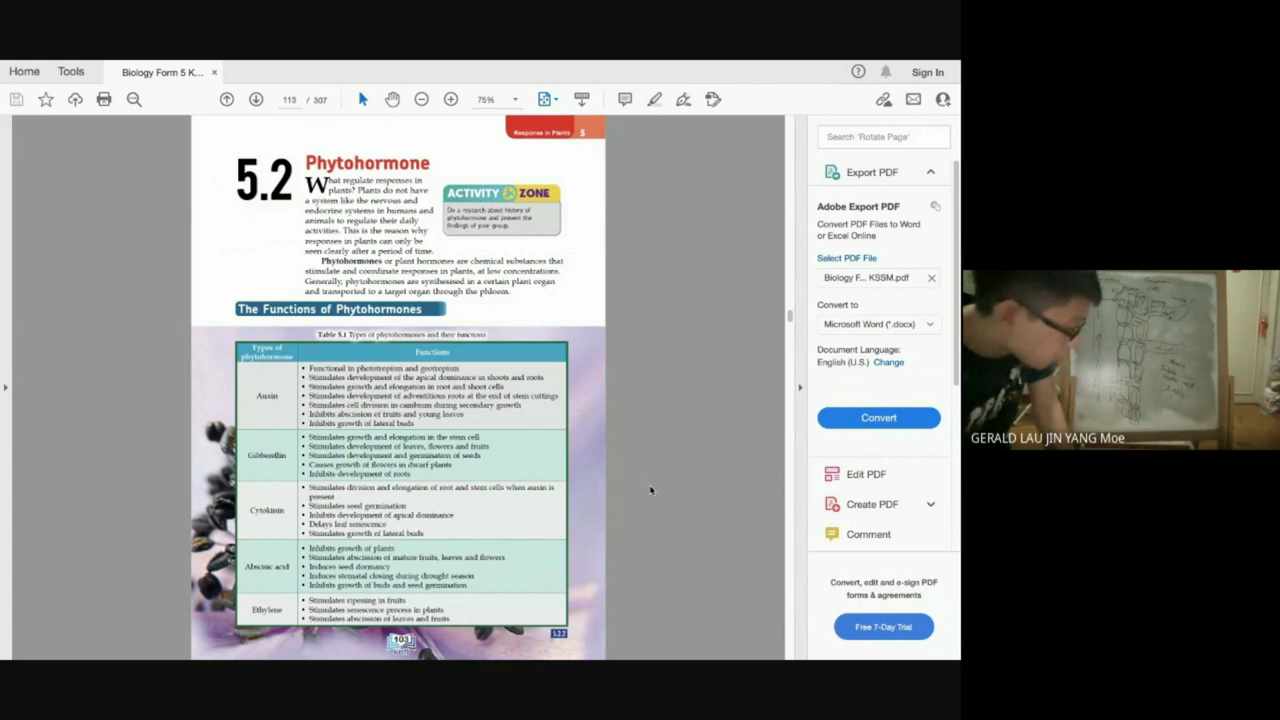 Home
Tools
Biology Form 5 K...
Sign In
113 / 307
75%
Response in Plants 5
5.2
Phytohormone
What regulate responses in
plants? Plants do not have
a system like the nervous and
endocrine systems in humans and
animals to regulate their daily
activities. This is the reason why
responses in plants can only be
seen clearly after a period of time.
ACTIVITY ZONE
Do a research about history of
phytohormone and present the
findings of your group.
Phytohormones or plant hormones are chemical substances that
stimulate and coordinate responses in plants, at low concentrations.
Generally, phytohormones are synthesised in a certain plant organ
and transported to a target organ through the phloem.
The Functions of Phytohormones
Table 5.1 Types of phytohormones and their functions
Types of
phytohormone
Functions
Auxin
• Functional in phototropism and geotropism
• Stimulates development of the apical dominance in shoots and roots
• Stimulates growth and elongation in root and shoot cells
• Stimulates development of adventitious roots at the end of stem cuttings
• Stimulates cell division in cambium during secondary growth
• Inhibits abscission of fruits and young leaves
• Inhibits growth of lateral buds
Gibberellin
• Stimulates growth and elongation in the stem cell
• Stimulates development of leaves, flowers and fruits
• Stimulates development and germination of seeds
• Causes growth of flowers in dwarf plants
• Inhibits development of roots
Cytokinin
• Stimulates division and elongation of root and stem cells when auxin is
present
• Stimulates seed germination
• Inhibits development of apical dominance
• Delays leaf senescence
• Stimulates growth of lateral buds
Abscisic acid
• Inhibits growth of plants
• Stimulates abscission of mature fruits, leaves and flowers
• Induces seed dormancy
• Induces stomatal closing during drought season
• Inhibits growth of buds and seed germination
Ethylene
• Stimulates ripening in fruits
• Stimulates senescence process in plants
• Stimulates abscission of leaves and fruits
103
5.2.2
Search 'Rotate Page'
Export PDF
Adobe Export PDF
Convert PDF Files to Word
or Excel Online
Select PDF File
Biology F... KSSM.pdf
Convert to
Microsoft Word (*.docx)
Document Language:
English (U.S.) Change
Convert
Edit PDF
Create PDF
Comment
Convert, edit and e-sign PDF
forms & agreements
Free 7-Day Trial
GERALD LAU JIN YANG Moe